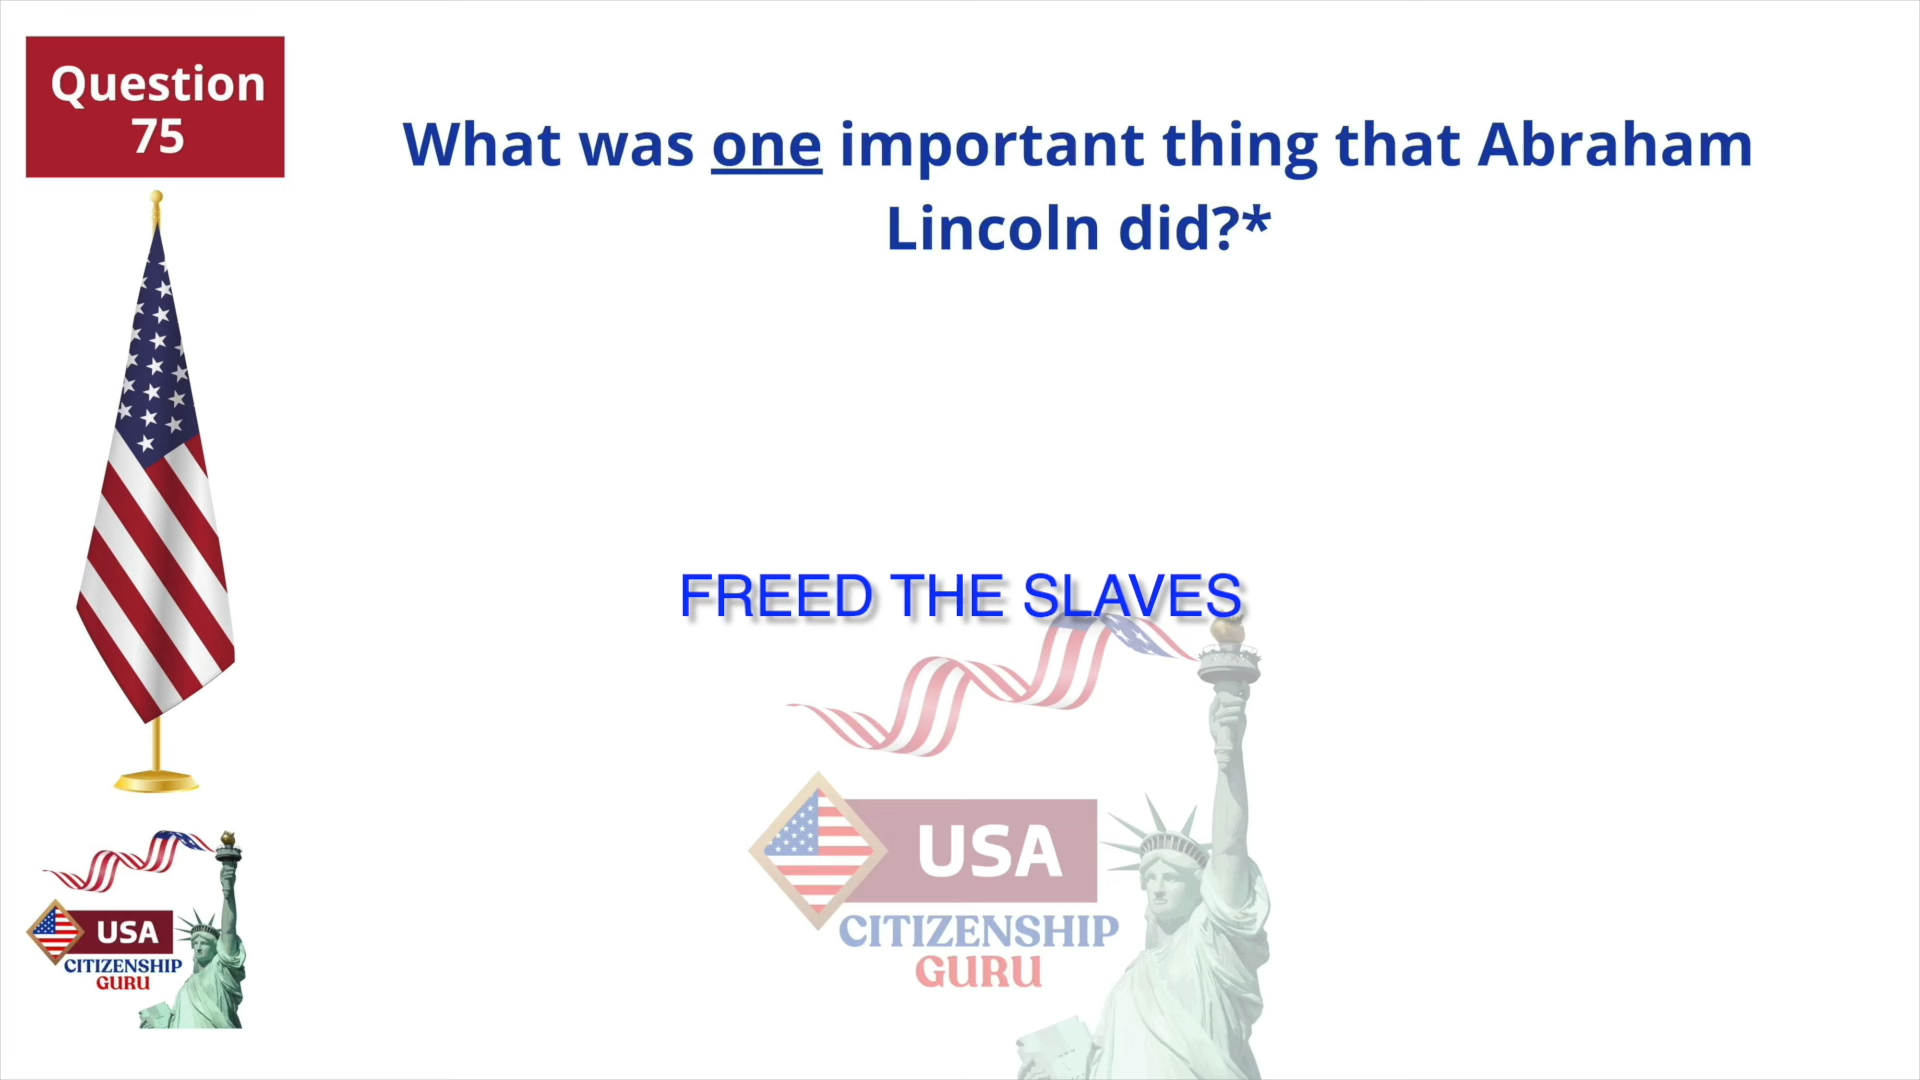 Question
75
What was one important thing that Abraham
Lincoln did?*
FREED THE SLAVES
USA
CITIZENSHIP
GURU
USA
CITIZENSHIP
GURU